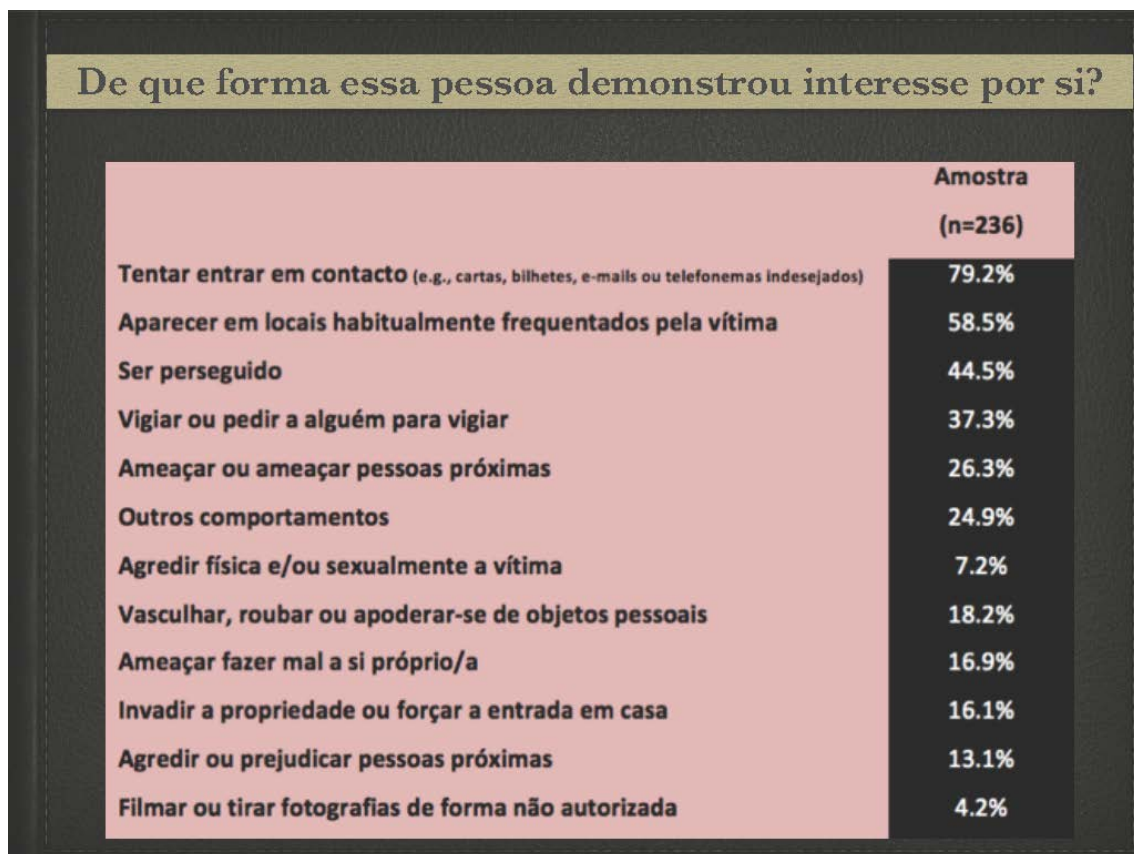 De que forma essa pessoa demonstrou interesse por si?
Amostra
(n=236)
Tentar entrar em contacto (e.g., cartas, bilhetes, e-mails ou telefonemas indesejados) 79.2%
Aparecer em locais habitualmente frequentados pela vítima 58.5%
Ser perseguido 44.5%
Vigiar ou pedir a alguém para vigiar 37.3%
Ameaçar ou ameaçar pessoas próximas 26.3%
Outros comportamentos 24.9%
Agredir física e/ou sexualmente a vítima 7.2%
Vasculhar, roubar ou apoderar-se de objetos pessoais 18.2%
Ameaçar fazer mal a si próprio/a 16.9%
Invadir a propriedade ou forçar a entrada em casa 16.1%
Agredir ou prejudicar pessoas próximas 13.1%
Filmar ou tirar fotografias de forma não autorizada 4.2%